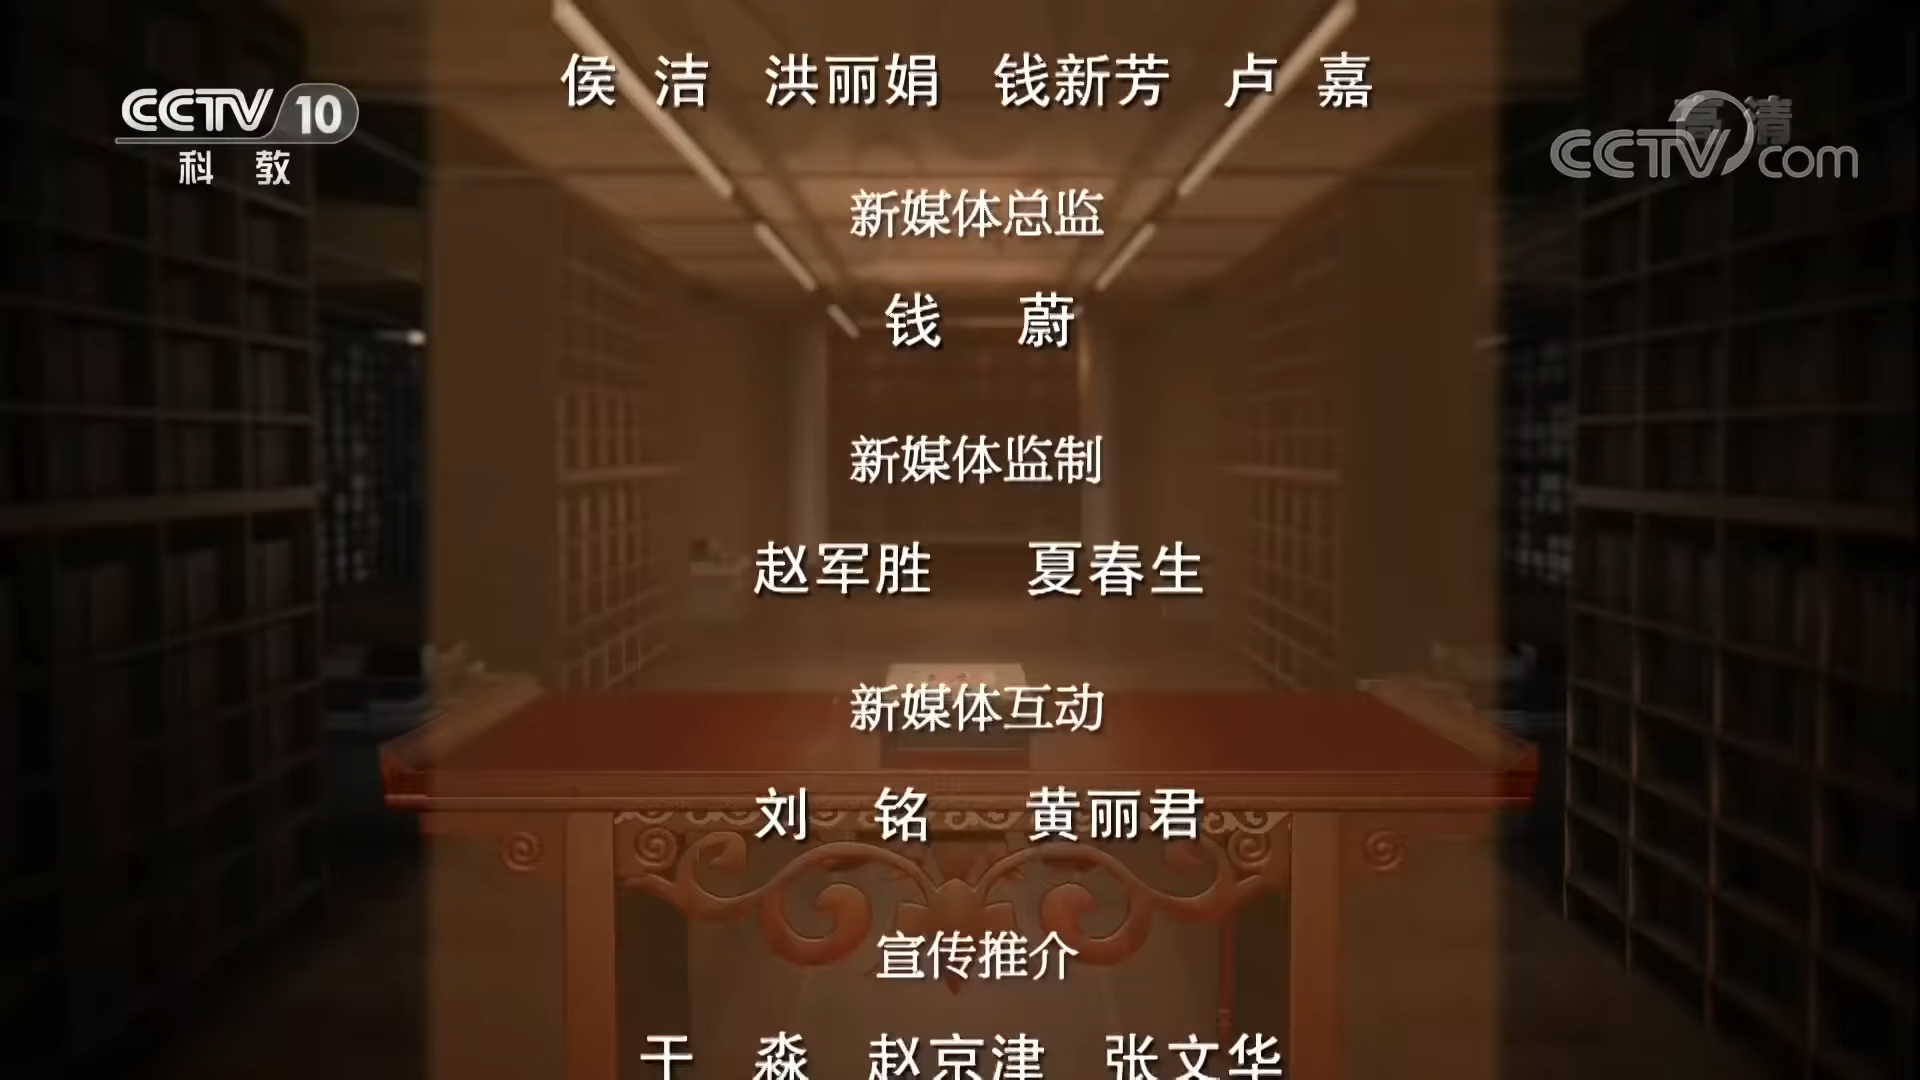 侯 洁 洪丽娟 钱新芳 卢 嘉
CCTV 10
科 教
高清
CCTV.com
新媒体总监
钱 蔚
新媒体监制
赵军胜 夏春生
新媒体互动
刘 铭 黄丽君
宣传推介
于 淼 赵京津 张文华